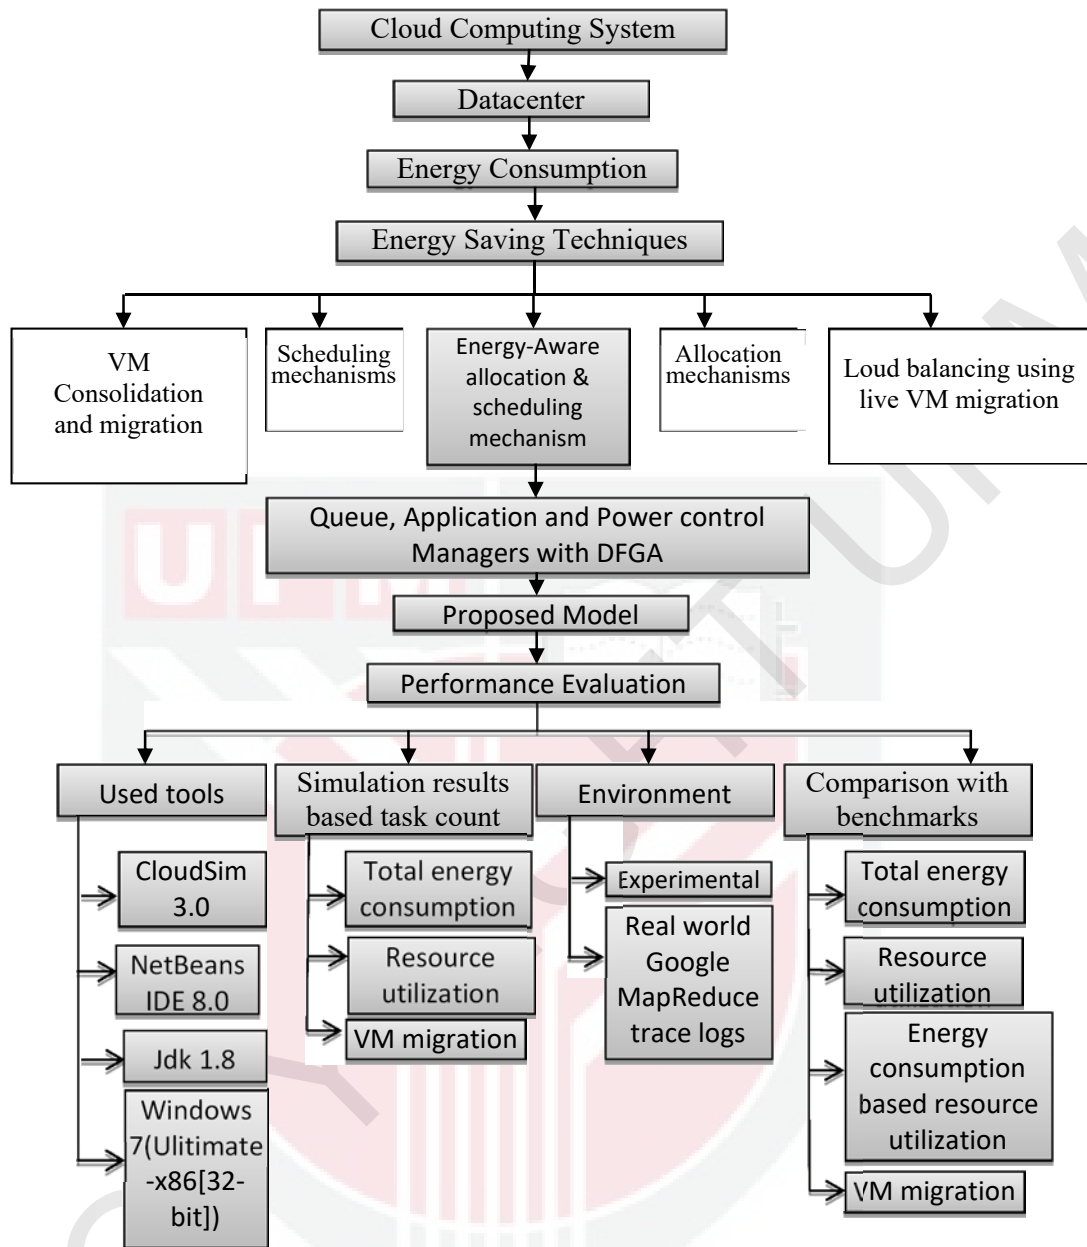 Cloud Computing System
Datacenter
Energy Consumption
Energy Saving Techniques
VM
Consolidation
and migration
Scheduling
mechanisms
Energy-Aware
allocation &
scheduling
mechanism
Allocation
mechanisms
Loud balancing using
live VM migration
Queue, Application and Power control
Managers with DFGA
Proposed Model
Performance Evaluation
Used tools
CloudSim
3.0
NetBeans
IDE 8.0
Jdk 1.8
Windows
7(Ulitimate
-x86[32-
bit])
Simulation results
based task count
Total energy
consumption
Resource
utilization
VM migration
Environment
Experimental
Real world
Google
MapReduce
trace logs
Comparison with
benchmarks
Total energy
consumption
Resource
utilization
Energy
consumption
based resource
utilization
VM migration
UPM